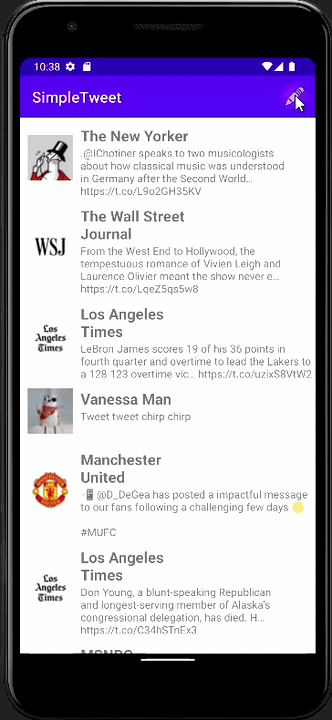 10:38
SimpleTweet
The New Yorker
.@IChotiner speaks to two musicologists
about how classical music was understood
in Germany after the Second World…
https://t.co/L9o2GH35KV
WSJ
The Wall Street
Journal
From the West End to Hollywood, the
tempestuous romance of Vivien Leigh and
Laurence Olivier meant the show never e…
https://t.co/LqeZ5qs5w8
Los Angeles Times
Los Angeles
Times
LeBron James scores 19 of his 36 points in
fourth quarter and overtime to lead the Lakers to
a 128-123 overtime vic… https://t.co/uzixS8VtW2
Vanessa Man
Tweet tweet chirp chirp
Manchester
United
@D_DeGea has posted a impactful message
to our fans following a challenging few days
#MUFC
Los Angeles Times
Los Angeles
Times
Don Young, a blunt-speaking Republican
and longest-serving member of Alaska's
congressional delegation, has died. H…
https://t.co/C34hSTnEx3